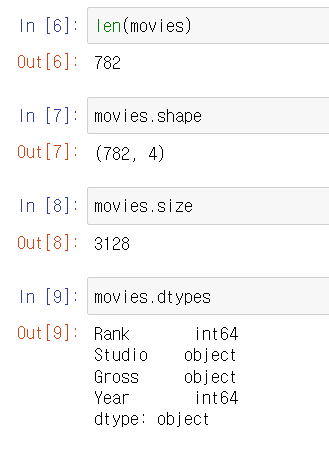 In [6]: len(movies)
Out[6]: 782
In [7]: movies.shape
Out[7]: (782, 4)
In [8]: movies.size
Out[8]: 3128
In [9]: movies.dtypes
Out[9]: Rank int64
Studio object
Gross object
Year int64
dtype: object